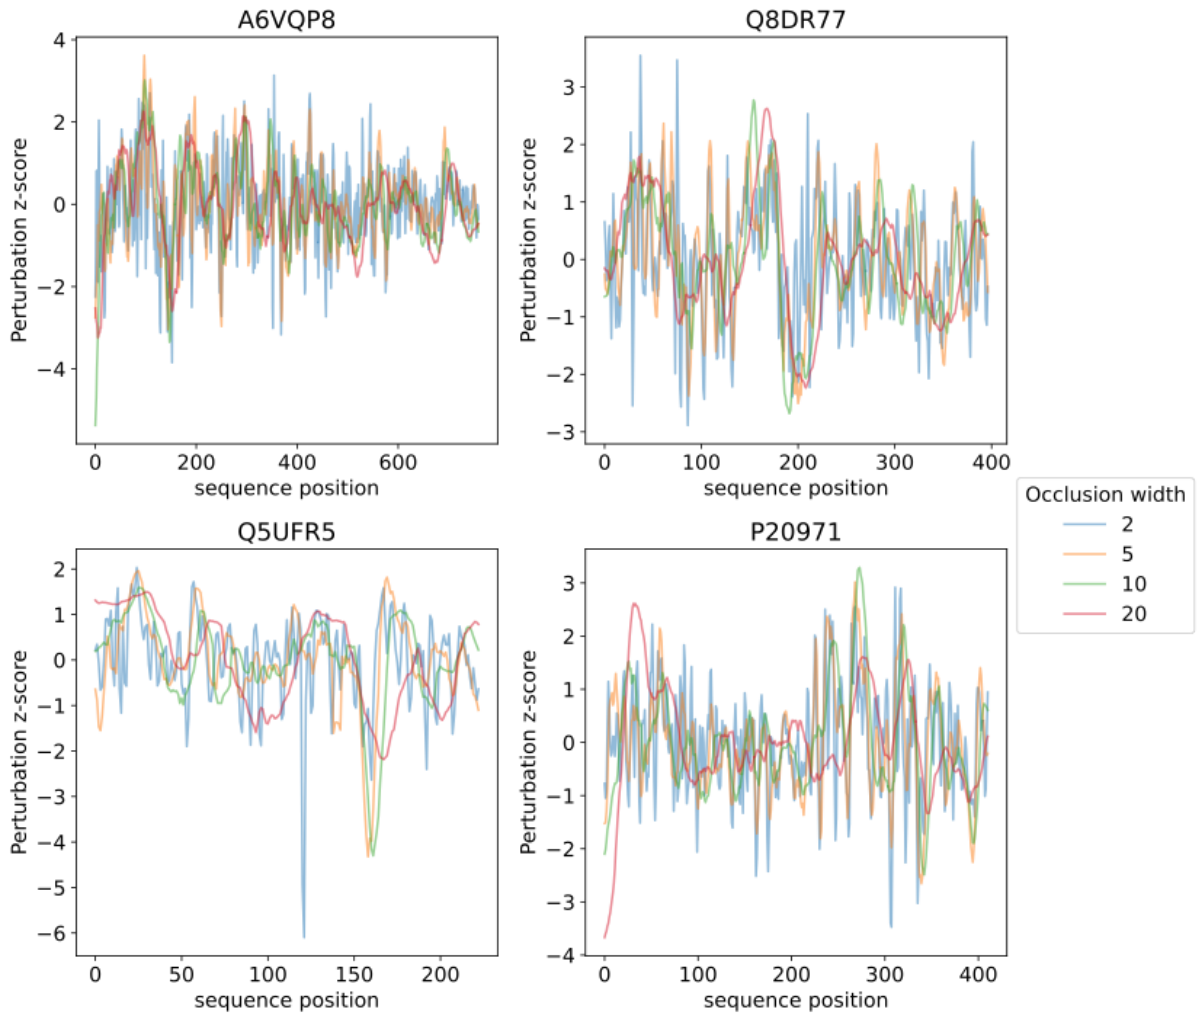 A6VQP8
Perturbation z-score
4
2
0
−2
−4
0 200 400 600
sequence position
Q8DR77
Perturbation z-score
3
2
1
0
−1
−2
−3
0 100 200 300 400
sequence position
Occlusion width
2
5
10
20
Q5UFR5
Perturbation z-score
2
1
0
−1
−2
−3
−4
−5
−6
0 50 100 150 200
sequence position
P20971
Perturbation z-score
3
2
1
0
−1
−2
−3
−4
0 100 200 300 400
sequence position